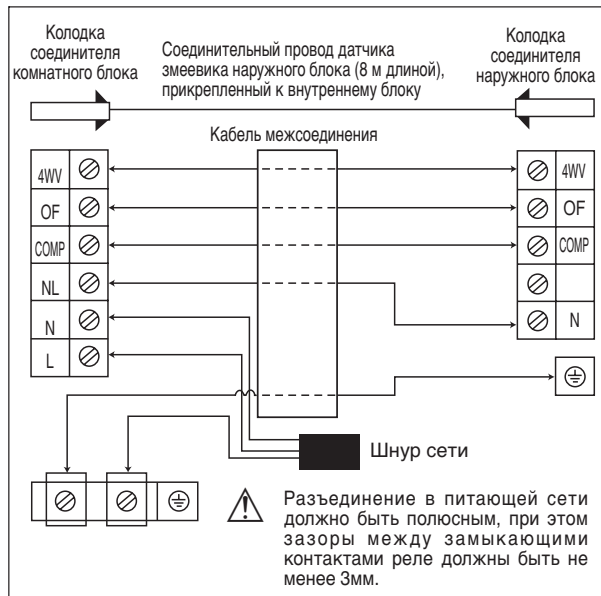 Колодка
соединителя
комнатного блока
Соединительный провод датчика
змеевика наружного блока (8 м длиной),
прикрепленный к внутреннему блоку
Колодка
соединителя
наружного блока
Кабель межсоединения
4WV
OF
COMP
NL
N
L
4WV
OF
COMP
N
Шнур сети
Разъединение в питающей сети
должно быть полюсным, при этом
зазоры между замыкающими
контактами реле должны быть не
менее 3мм.